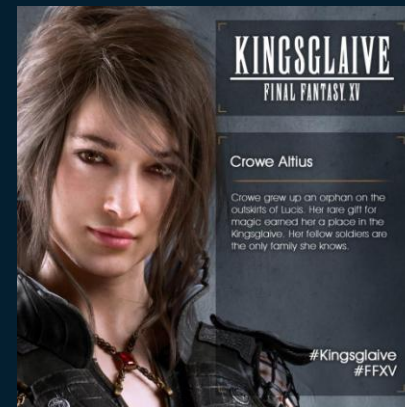 KINGSGLAIVE
FINAL FANTASY XV
Crowe Altius
Crowe grew up an orphan on the
outskirts of Lucis. Her rare gift for
magic earned her a place in the
Kingsglaive. Her fellow soldiers are
the only family she knows.
#Kingsglaive
#FFXV